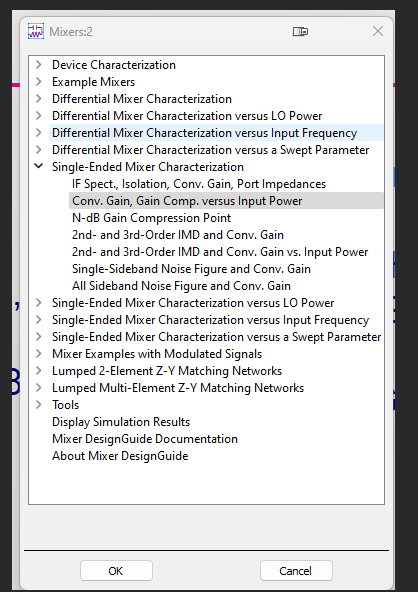 Mixers:2
Device Characterization
Example Mixers
Differential Mixer Characterization
Differential Mixer Characterization versus LO Power
Differential Mixer Characterization versus Input Frequency
Differential Mixer Characterization versus a Swept Parameter
Single-Ended Mixer Characterization
IF Spect., Isolation, Conv. Gain, Port Impedances
Conv. Gain, Gain Comp. versus Input Power
N-dB Gain Compression Point
2nd- and 3rd-Order IMD and Conv. Gain
2nd- and 3rd-Order IMD and Conv. Gain vs. Input Power
Single-Sideband Noise Figure and Conv. Gain
All Sideband Noise Figure and Conv. Gain
Single-Ended Mixer Characterization versus LO Power
Single-Ended Mixer Characterization versus Input Frequency
Single-Ended Mixer Characterization versus a Swept Parameter
Mixer Examples with Modulated Signals
Lumped 2-Element Z-Y Matching Networks
Lumped Multi-Element Z-Y Matching Networks
Tools
Display Simulation Results
Mixer DesignGuide Documentation
About Mixer DesignGuide
OK
Cancel